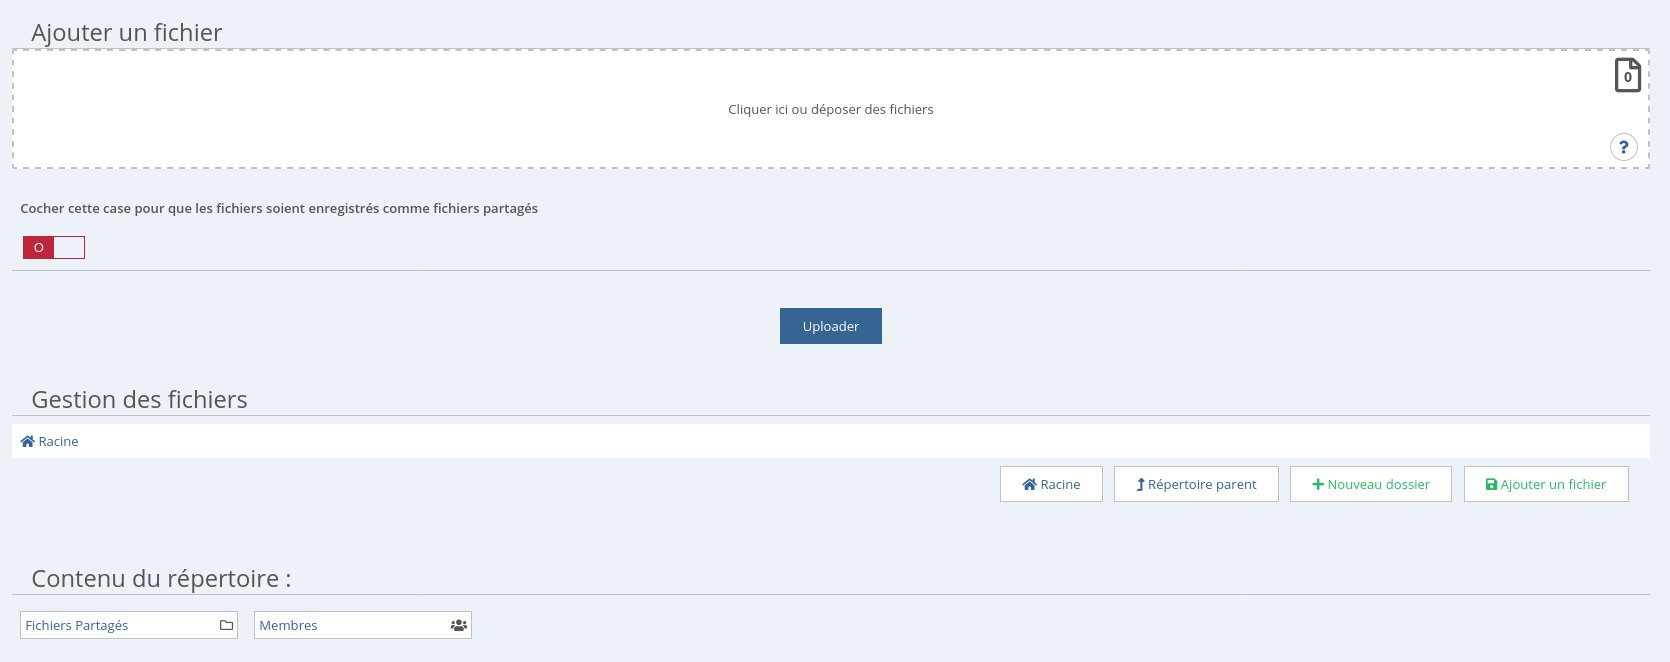 Ajouter un fichier
0
Cliquer ici ou déposer des fichiers
?
Cocher cette case pour que les fichiers soient enregistrés comme fichiers partagés
O
Uploader
Gestion des fichiers
Racine
Racine
Répertoire parent
Nouveau dossier
Ajouter un fichier
Contenu du répertoire :
Fichiers Partagés
Membres